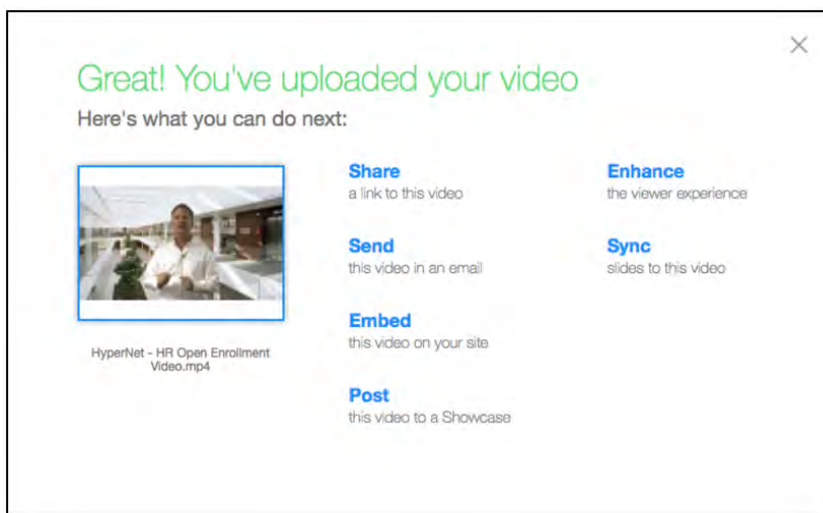 Great! You've uploaded your video
Here's what you can do next:
HyperNet - HR Open Enrollment
Video.mp4
Share
a link to this video
Send
this video in an email
Embed
this video on your site
Post
this video to a Showcase
Enhance
the viewer experience
Sync
slides to this video